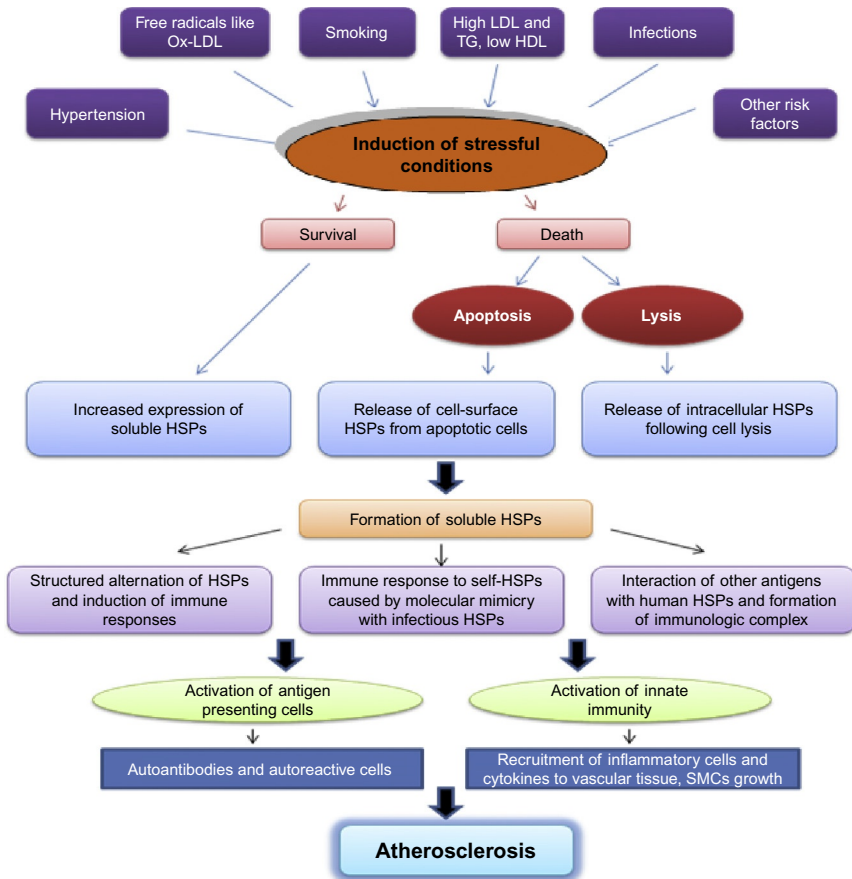 Free radicals like
Ox-LDL
Smoking
High LDL and
TG, low HDL
Infections
Hypertension
Other risk
factors
Induction of stressful
conditions
Survival
Death
Apoptosis
Lysis
Increased expression of
soluble HSPs
Release of cell-surface
HSPs from apoptotic cells
Release of intracellular HSPs
following cell lysis
Formation of soluble HSPs
Structured alternation of HSPs
and induction of immune
responses
Immune response to self-HSPs
caused by molecular mimicry
with infectious HSPs
Interaction of other antigens
with human HSPs and formation
of immunologic complex
Activation of antigen
presenting cells
Activation of innate
immunity
Autoantibodies and autoreactive cells
Recruitment of inflammatory cells and
cytokines to vascular tissue, SMCs growth
Atherosclerosis